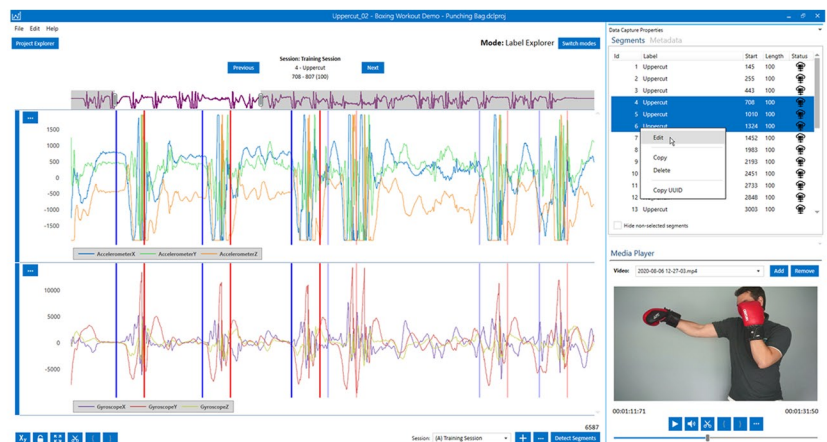 Uppercut_02 - Boxing Workout Demo - Punching Bag.dclproj
File Edit Help
Project Explorer
Mode: Label Explorer Switch modes
Session: Training Session
Previous 4 - Uppercut Next
708 - 807 (100)
1500
1000
500
0
-500
-1000
-1500
AccelerometerX AccelerometerY AccelerometerZ
10000
5000
0
-5000
GyroscopeX GyroscopeY GyroscopeZ
6587
Session: (A) Training Session Detect Segments
Data Capture Properties
Segments Metadata
Id Label Start Length Status
1 Uppercut 145 100
2 Uppercut 255 100
3 Uppercut 443 100
4 Uppercut 708 100
5 Uppercut 1010 100
6 Uppercut 1324 100
7 1452 100
8 1983 100
9 2193 100
10 2451 100
11 2733 100
12 2848 100
13 Uppercut 3003 100
Edit
Copy
Delete
Copy UUID
Hide non-selected segments
Media Player
Video: 2020-08-06 12-27-03.mp4 Add Remove
00:01:11:71 00:01:31:50